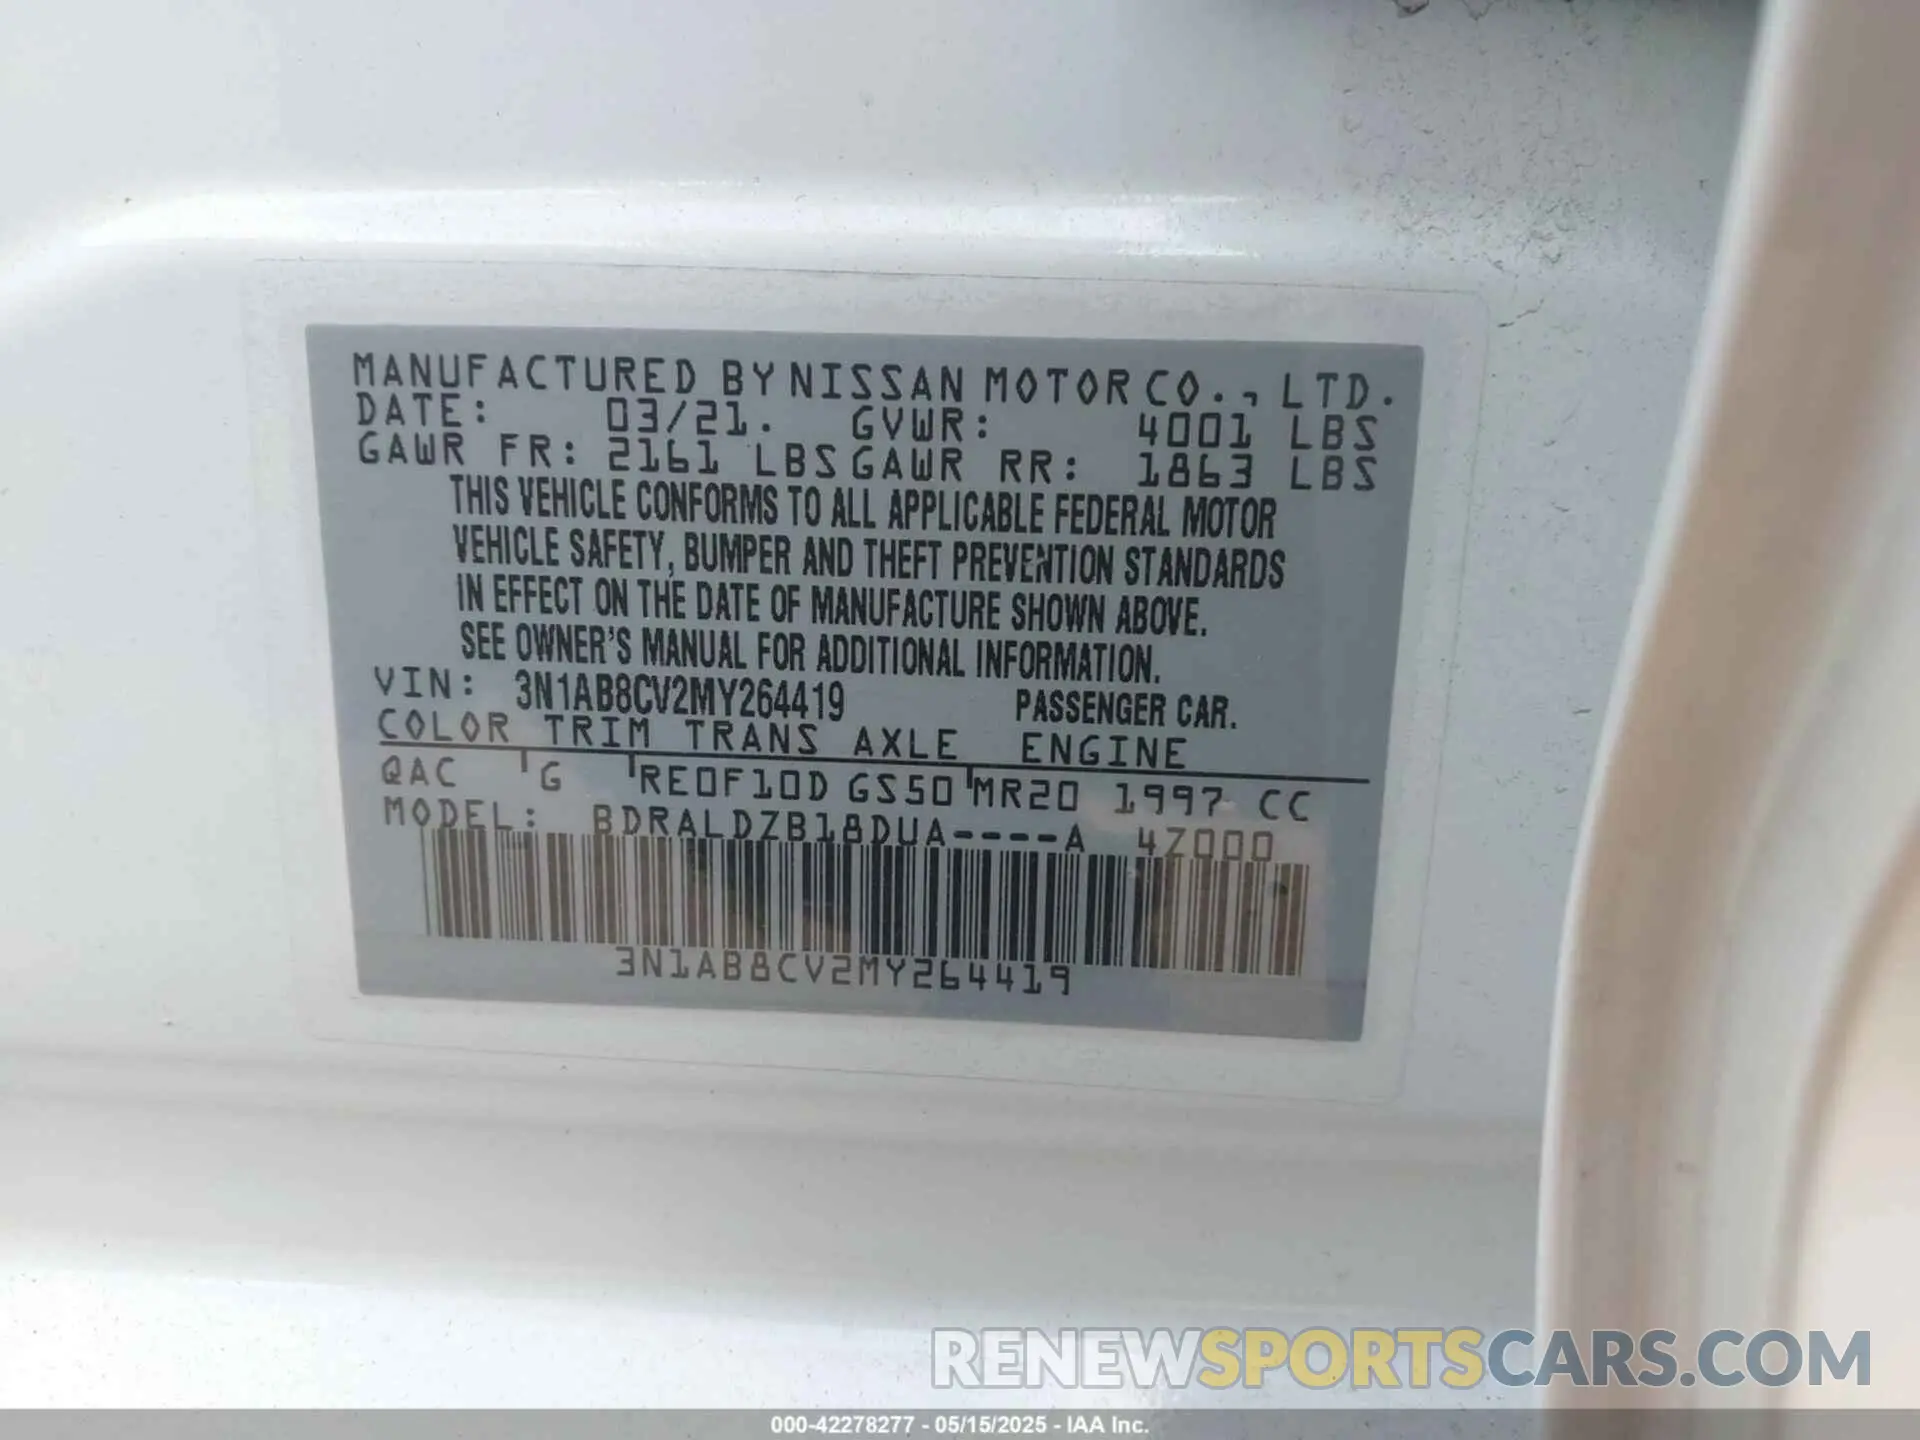 MANUFACTURED BY NISSAN MOTOR CO., LTD.
DATE: 03/21. GVWR: 4001 LBS
GAWR FR: 2161 LBS GAWR RR: 1863 LBS
THIS VEHICLE CONFORMS TO ALL APPLICABLE FEDERAL MOTOR
VEHICLE SAFETY, BUMPER AND THEFT PREVENTION STANDARDS
IN EFFECT ON THE DATE OF MANUFACTURE SHOWN ABOVE.
SEE OWNER'S MANUAL FOR ADDITIONAL INFORMATION.
VIN: 3N1AB8CV2MY264419 PASSENGER CAR.
COLOR TRIM TRANS AXLE ENGINE
QAC G RE0F10D GS50 MR20 1997 CC
MODEL: BDRALDZB18DUA----A 4Z000
3N1AB8CV2MY264419
RENEWSPORTSCARS.COM
000-42278277 - 05/15/2025 - IAA Inc.